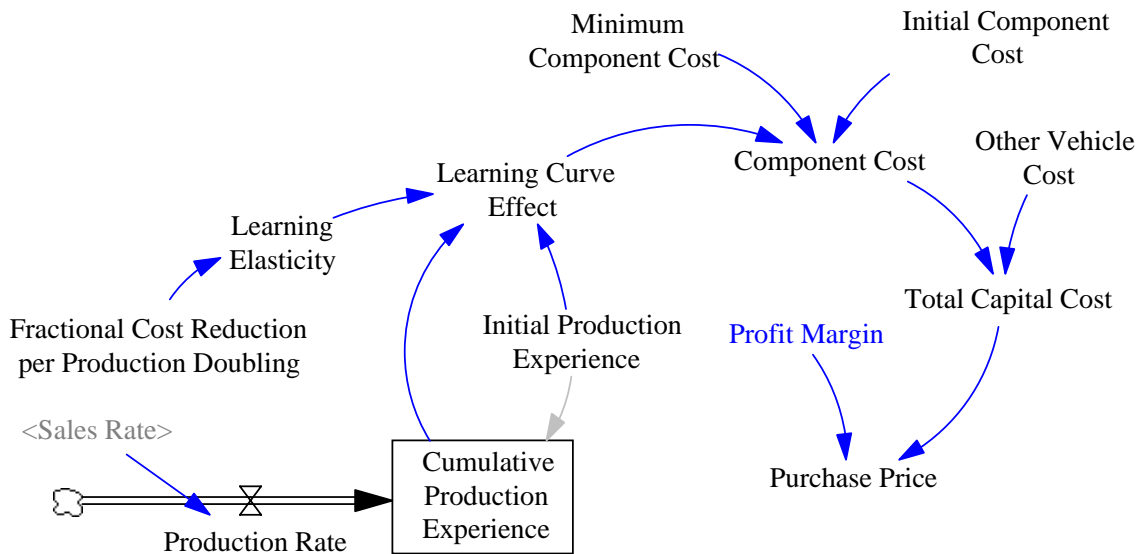 Minimum
Component Cost
Initial Component
Cost
Other Vehicle
Cost
Component Cost
Learning Curve
Effect
Learning
Elasticity
Total Capital Cost
Fractional Cost Reduction
per Production Doubling
Initial Production
Experience
Profit Margin
<Sales Rate>
Cumulative
Production
Experience
Purchase Price
Production Rate